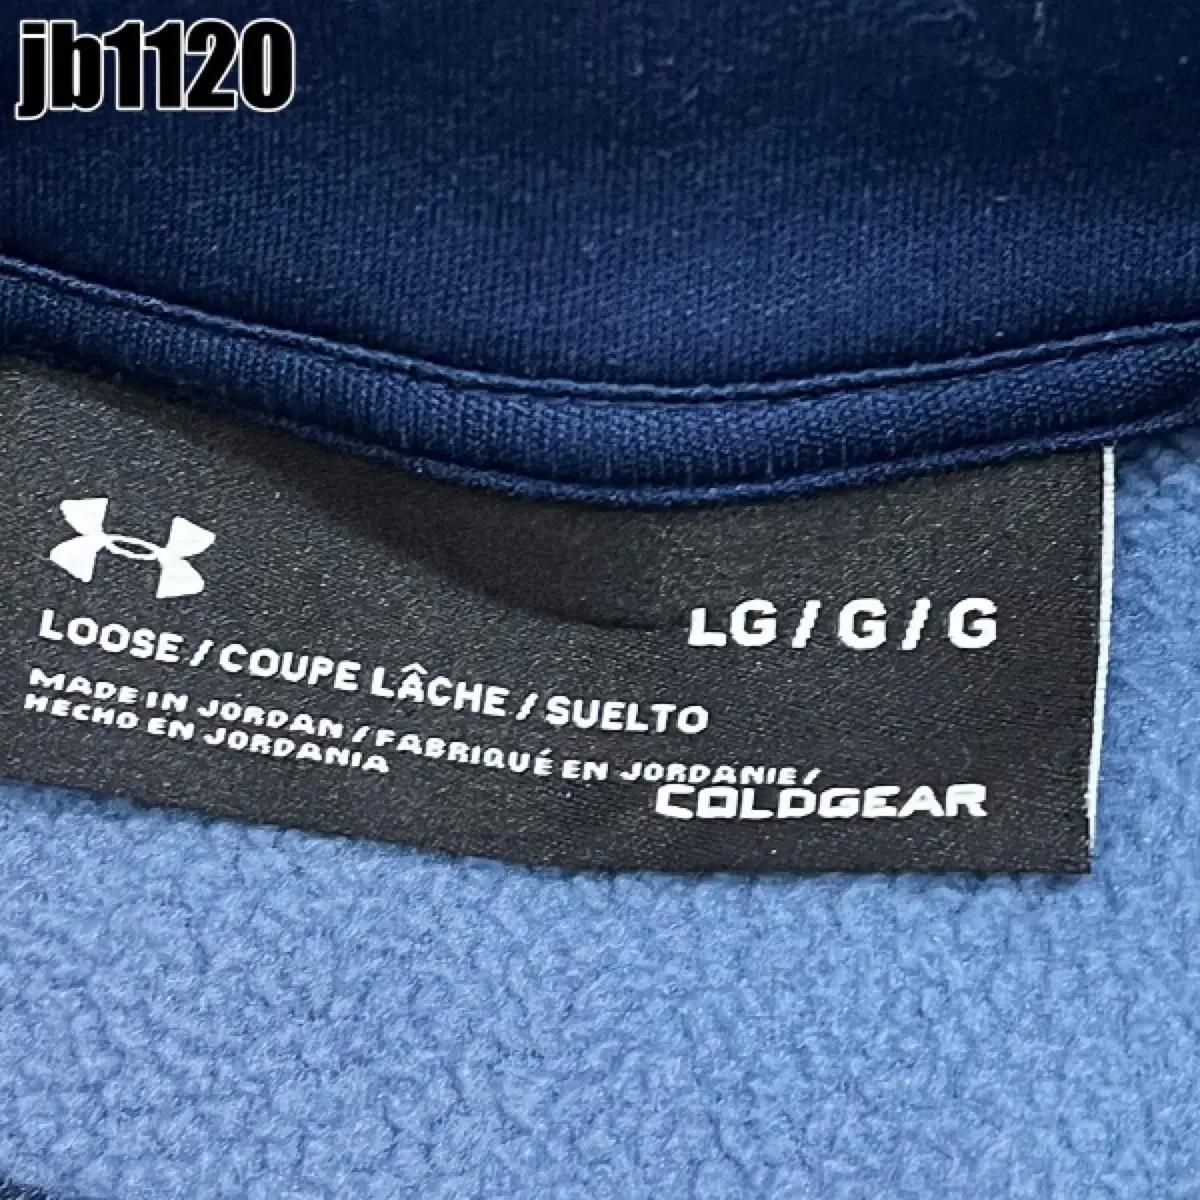 jb1120
LG / G / G
LOOSE / COUPE LÂCHE / SUELTO
MADE IN JORDAN / FABRIQUÉ EN JORDANIE /
HECHO EN JORDANIA
COLDGEAR